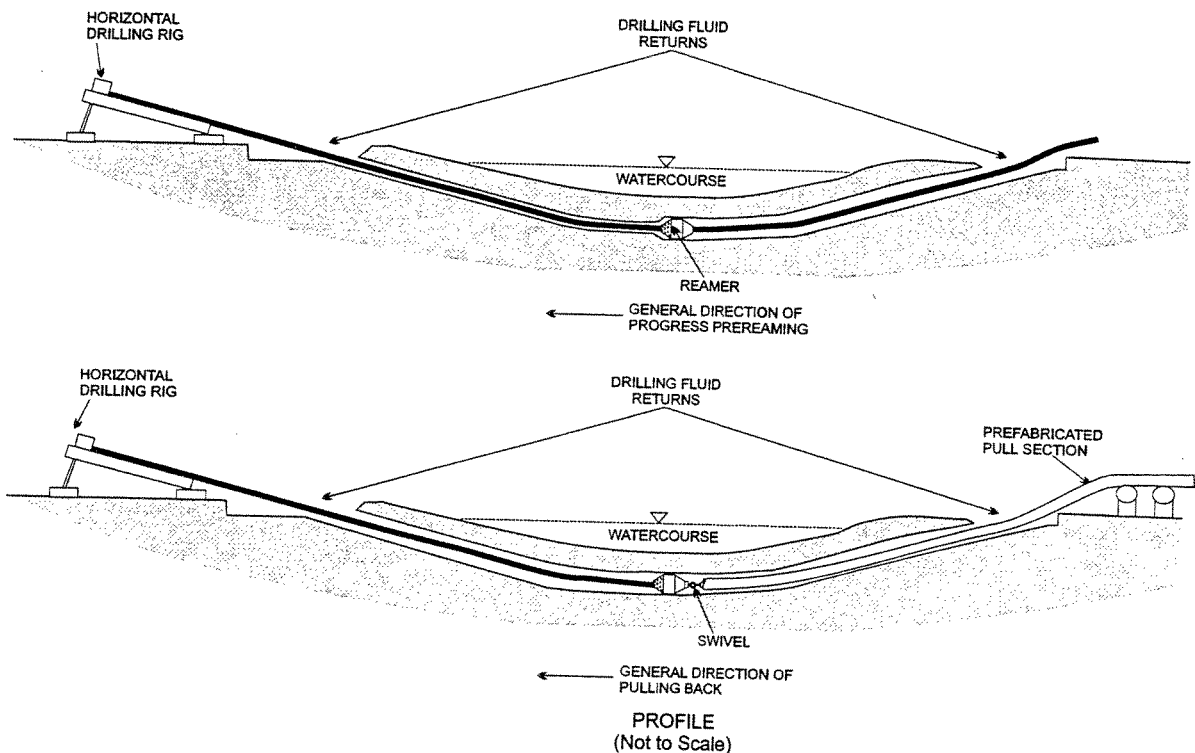 HORIZONTAL
DRILLING RIG
DRILLING FLUID
RETURNS
WATERCOURSE
REAMER
GENERAL DIRECTION OF
PROGRESS PREREAMING
HORIZONTAL
DRILLING RIG
DRILLING FLUID
RETURNS
PREFABRICATED
PULL SECTION
WATERCOURSE
SWIVEL
GENERAL DIRECTION OF
PULLING BACK
PROFILE
(Not to Scale)